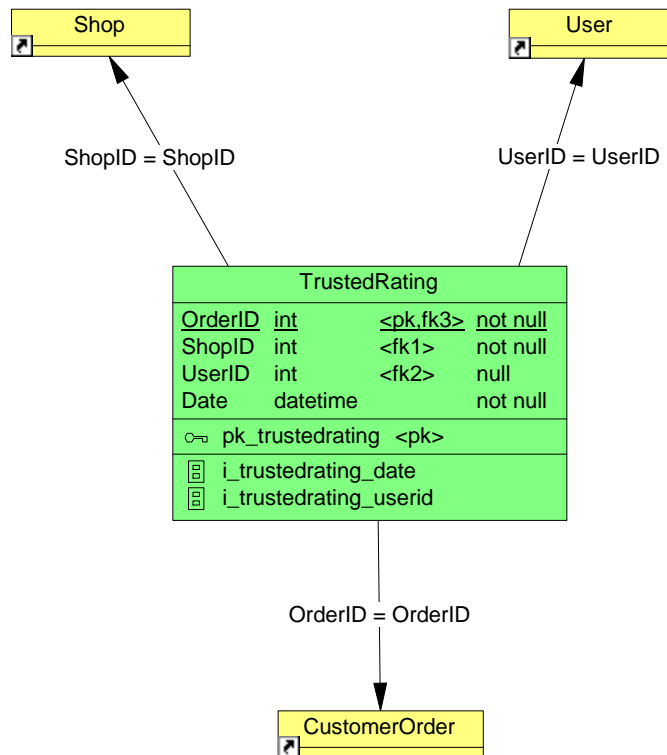 Shop
User
ShopID = ShopID
UserID = UserID
TrustedRating
OrderID int <pk,fk3> not null
ShopID int <fk1> not null
UserID int <fk2> null
Date datetime not null
pk_trustedrating <pk>
i_trustedrating_date
i_trustedrating_userid
OrderID = OrderID
CustomerOrder